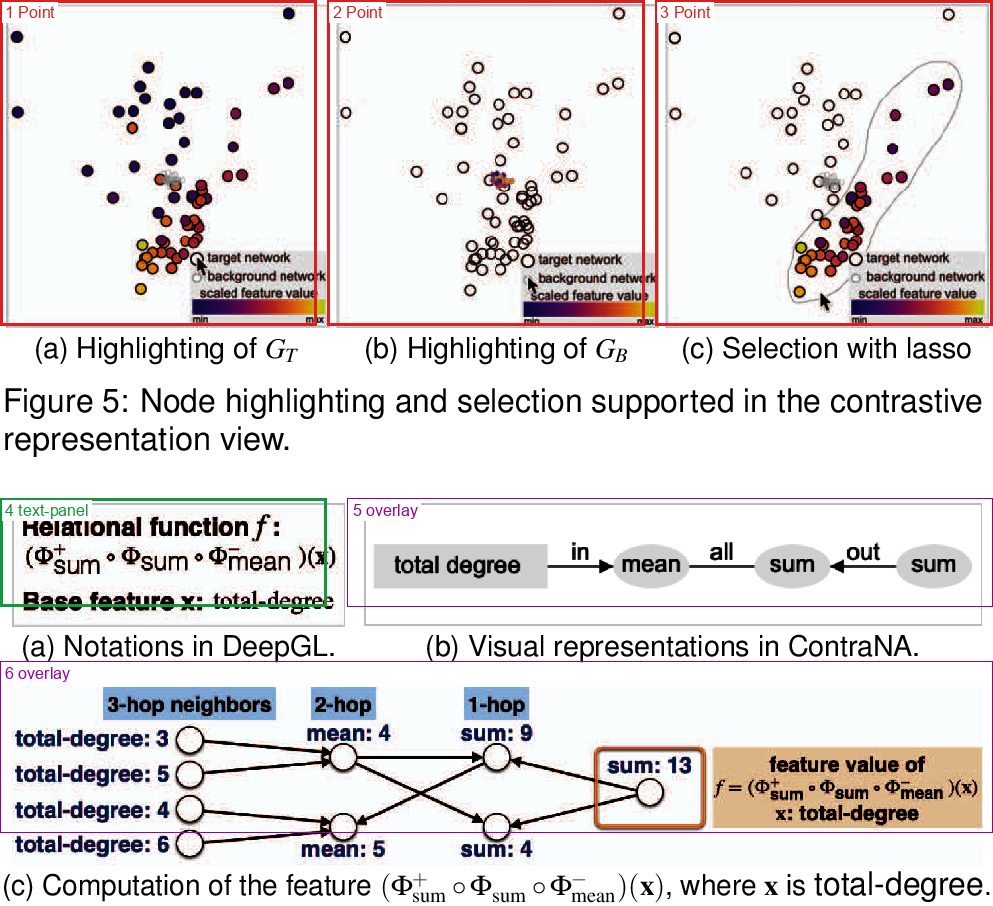 1 Point
2 Point
3 Point
target network
background network
scaled feature value
min max
target network
background network
scaled feature value
min max
target network
background network
scaled feature value
min max
(a) Highlighting of G_T
(b) Highlighting of G_B
(c) Selection with lasso
Figure 5: Node highlighting and selection supported in the contrastive
representation view.
4 text-panel
Relational function f:
(Φ⁺sum ∘ Φsum ∘ Φ⁻mean)(x)
Base feature x: total-degree
5 overlay
total degree in mean all sum out sum
(a) Notations in DeepGL.
(b) Visual representations in ContraNA.
6 overlay
3-hop neighbors 2-hop 1-hop
total-degree: 3
mean: 4
sum: 9
total-degree: 5
total-degree: 4
total-degree: 6
mean: 5
sum: 4
sum: 13
feature value of
f = (Φ⁺sum ∘ Φsum ∘ Φ⁻mean)(x)
x: total-degree
(c) Computation of the feature (Φ⁺sum ∘ Φsum ∘ Φ⁻mean)(x), where x is total-degree.